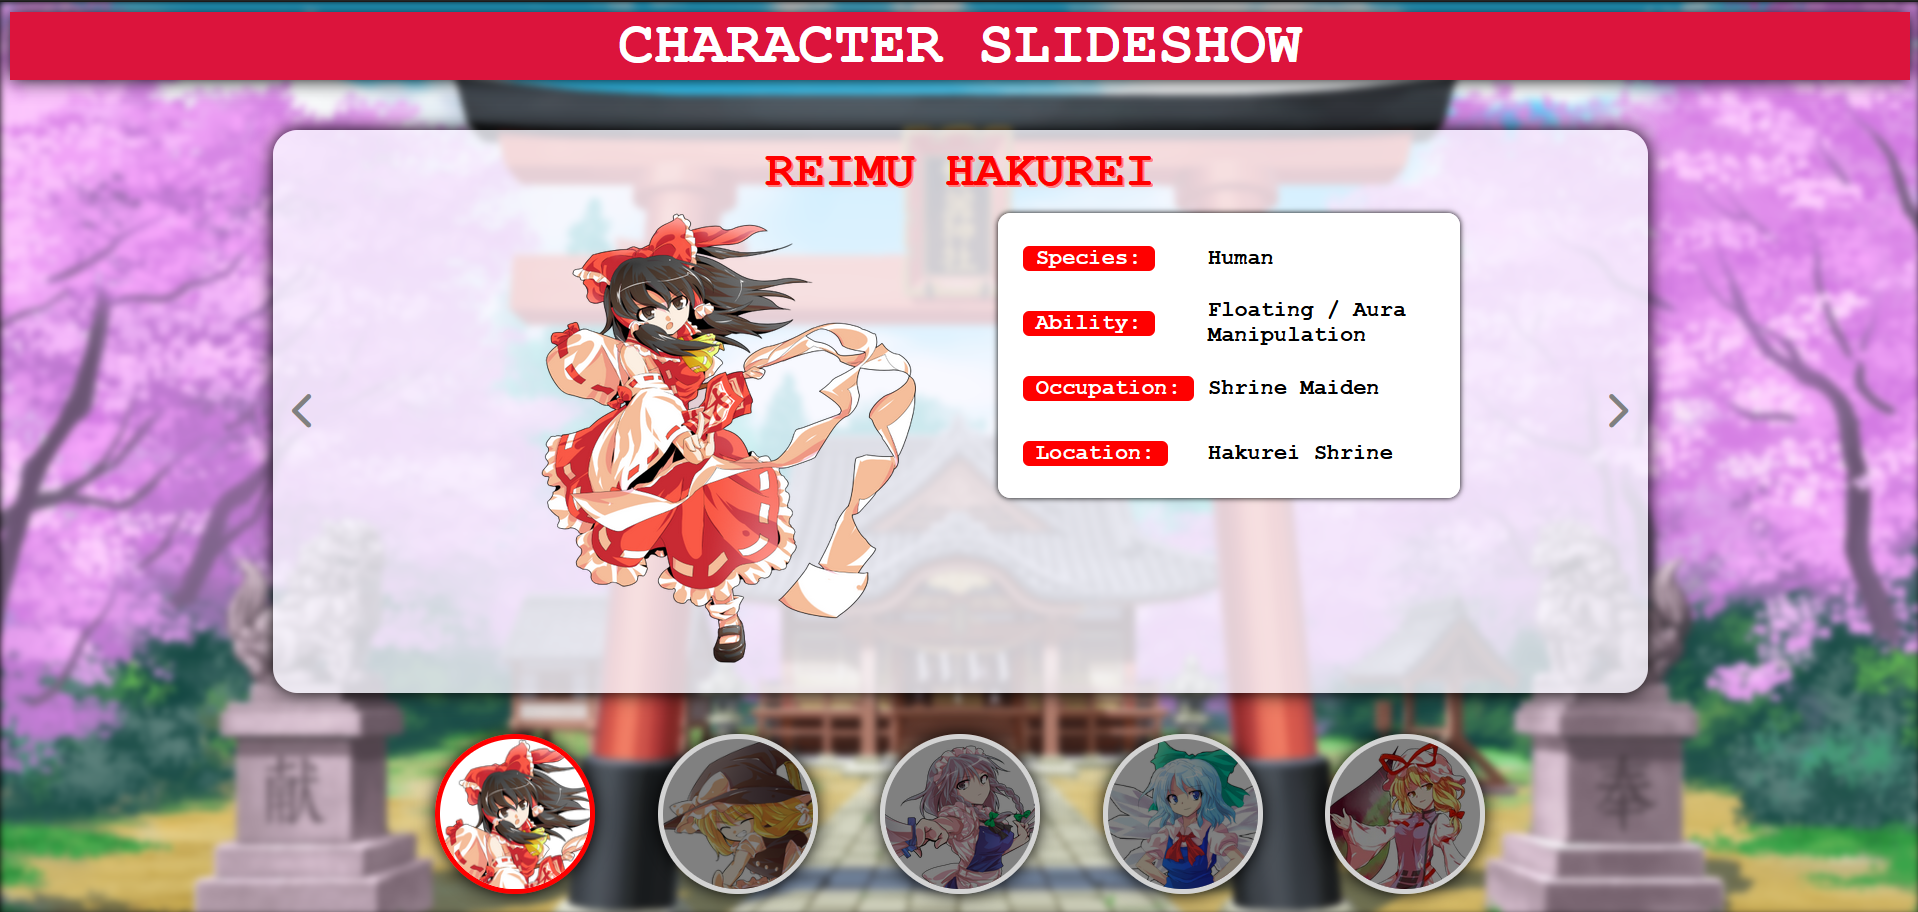 CHARACTER SLIDESHOW
REIMU HAKUREI
Species: Human
Ability: Floating / Aura
Manipulation
Occupation: Shrine Maiden
Location: Hakurei Shrine
献
奉